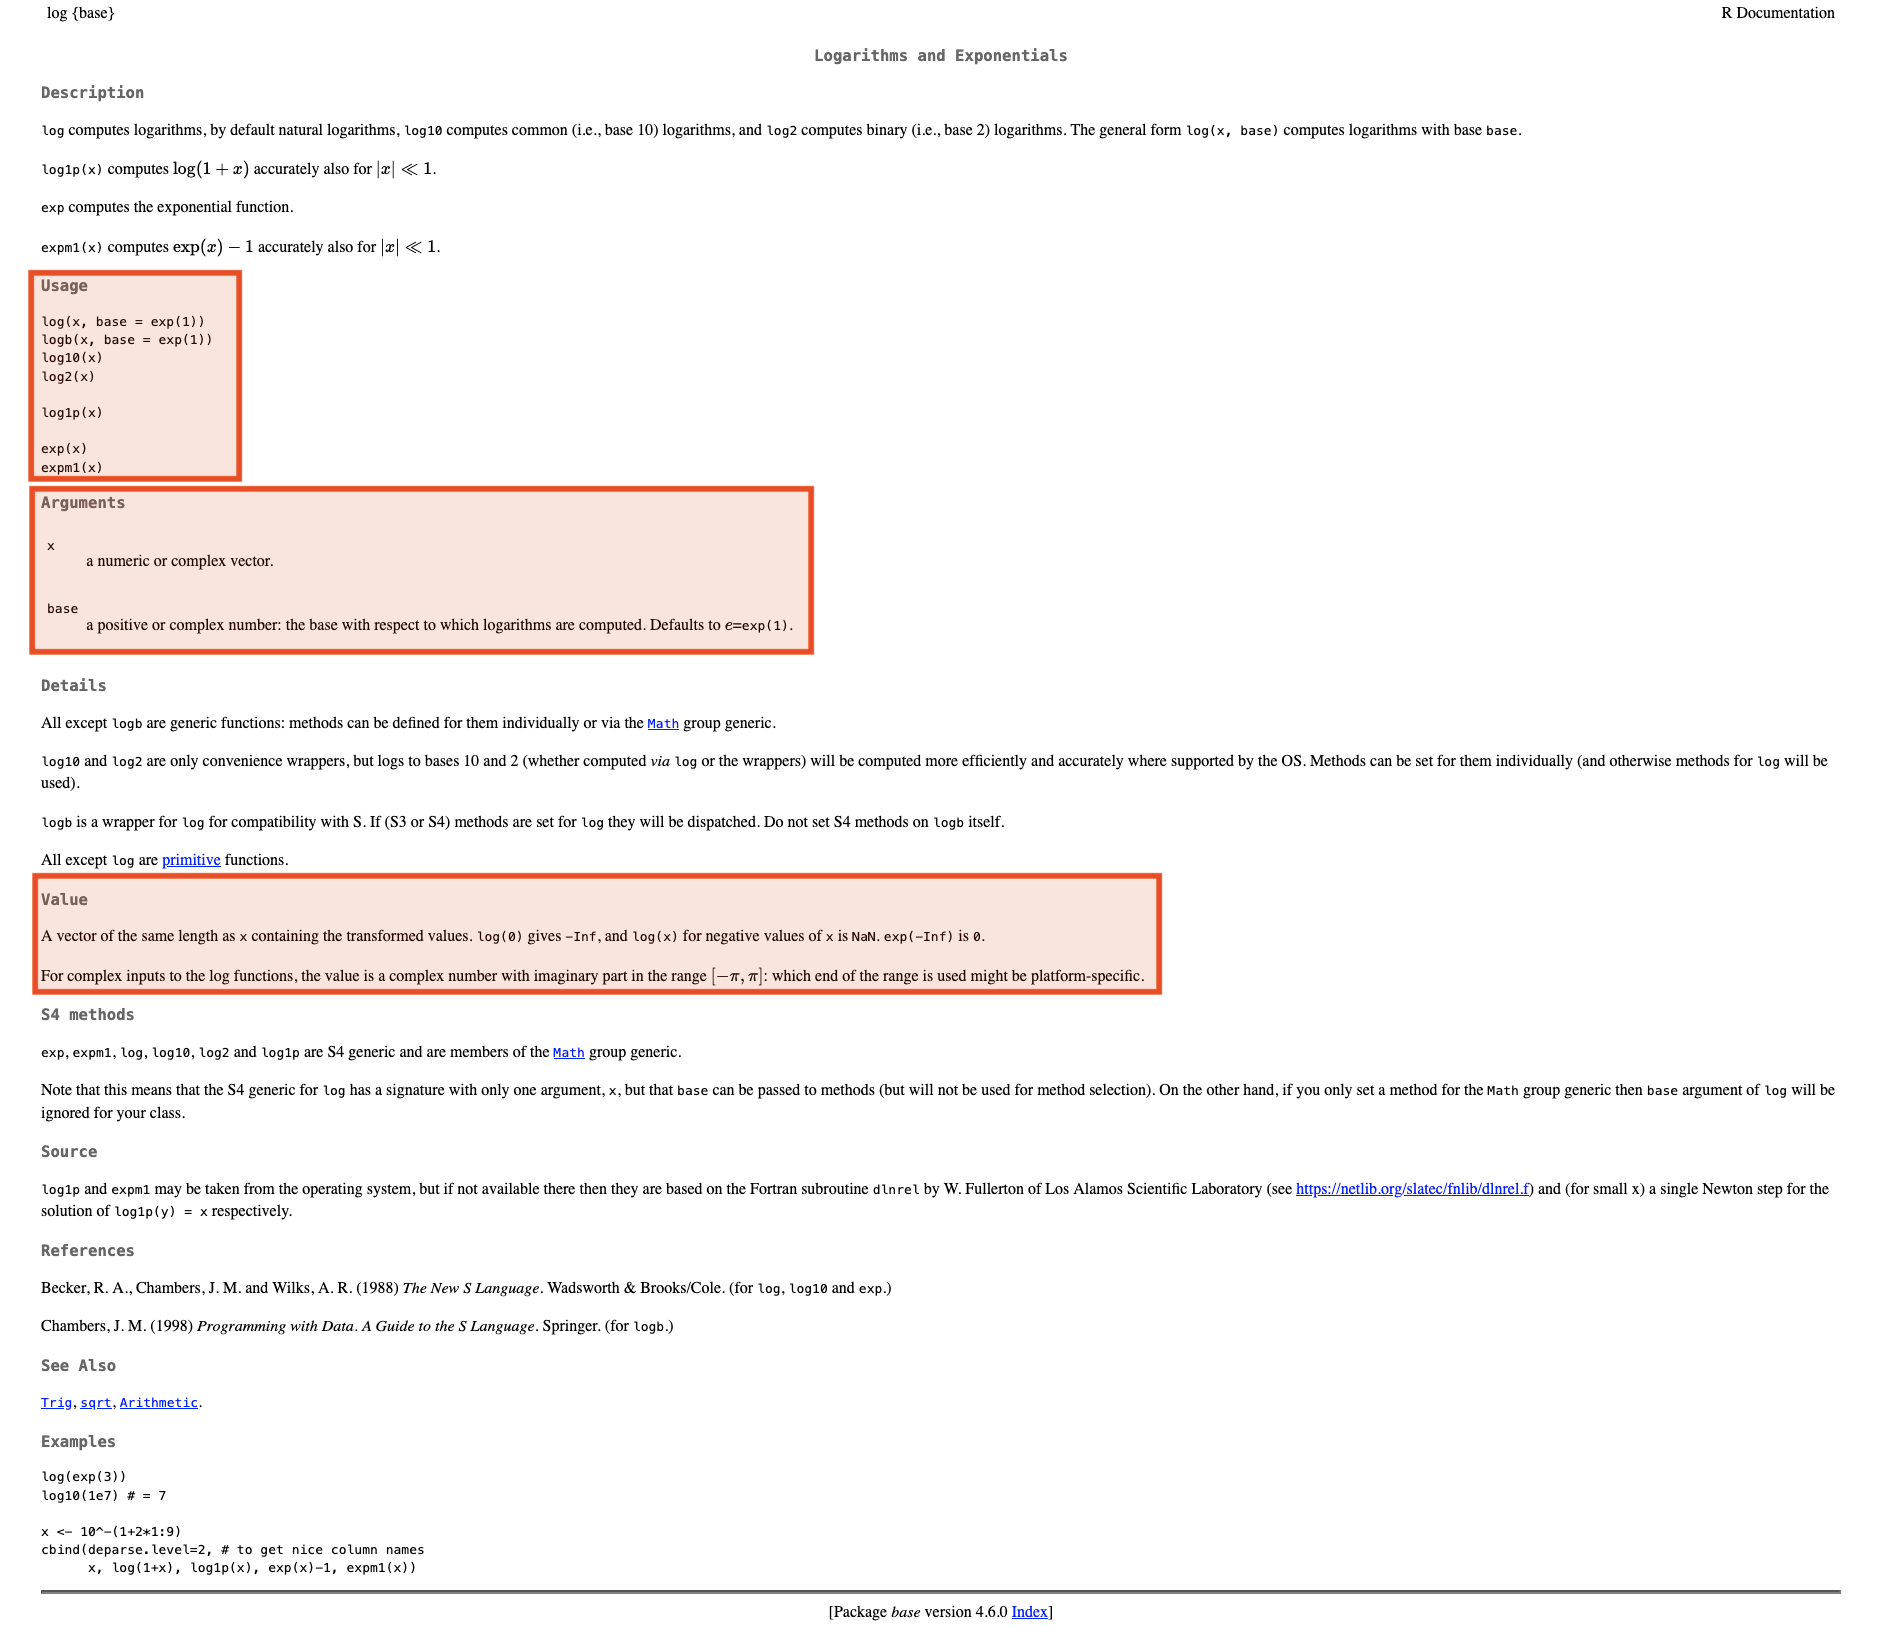 log {base}
R Documentation
Logarithms and Exponentials
Description
log computes logarithms, by default natural logarithms, log10 computes common (i.e., base 10) logarithms, and log2 computes binary (i.e., base 2) logarithms. The general form log(x, base) computes logarithms with base base.
log1p(x) computes log(1 + x) accurately also for |x| ≪ 1.
exp computes the exponential function.
expm1(x) computes exp(x) − 1 accurately also for |x| ≪ 1.
Usage
log(x, base = exp(1))
logb(x, base = exp(1))
log10(x)
log2(x)
log1p(x)
exp(x)
expm1(x)
Arguments
x
a numeric or complex vector.
base
a positive or complex number: the base with respect to which logarithms are computed. Defaults to e=exp(1).
Details
All except logb are generic functions: methods can be defined for them individually or via the Math group generic.
log10 and log2 are only convenience wrappers, but logs to bases 10 and 2 (whether computed via log or the wrappers) will be computed more efficiently and accurately where supported by the OS. Methods can be set for them individually (and otherwise methods for log will be
used).
logb is a wrapper for log for compatibility with S. If (S3 or S4) methods are set for log they will be dispatched. Do not set S4 methods on logb itself.
All except log are primitive functions.
Value
A vector of the same length as x containing the transformed values. log(0) gives -Inf, and log(x) for negative values of x is NaN. exp(-Inf) is 0.
For complex inputs to the log functions, the value is a complex number with imaginary part in the range [−π, π]: which end of the range is used might be platform-specific.
S4 methods
exp, expm1, log, log10, log2 and log1p are S4 generic and are members of the Math group generic.
Note that this means that the S4 generic for log has a signature with only one argument, x, but that base can be passed to methods (but will not be used for method selection). On the other hand, if you only set a method for the Math group generic then base argument of log will be
ignored for your class.
Source
log1p and expm1 may be taken from the operating system, but if not available there then they are based on the Fortran subroutine dlnrel by W. Fullerton of Los Alamos Scientific Laboratory (see https://netlib.org/slatec/fnlib/dlnrel.f) and (for small x) a single Newton step for the
solution of log1p(y) = x respectively.
References
Becker, R. A., Chambers, J. M. and Wilks, A. R. (1988) The New S Language. Wadsworth & Brooks/Cole. (for log, log10 and exp.)
Chambers, J. M. (1998) Programming with Data. A Guide to the S Language. Springer. (for logb.)
See Also
Trig, sqrt, Arithmetic.
Examples
log(exp(3))
log10(1e7) # = 7
x <- 10^-(1+2*1:9)
cbind(deparse.level=2, # to get nice column names
x, log(1+x), log1p(x), exp(x)-1, expm1(x))
[Package base version 4.6.0 Index]